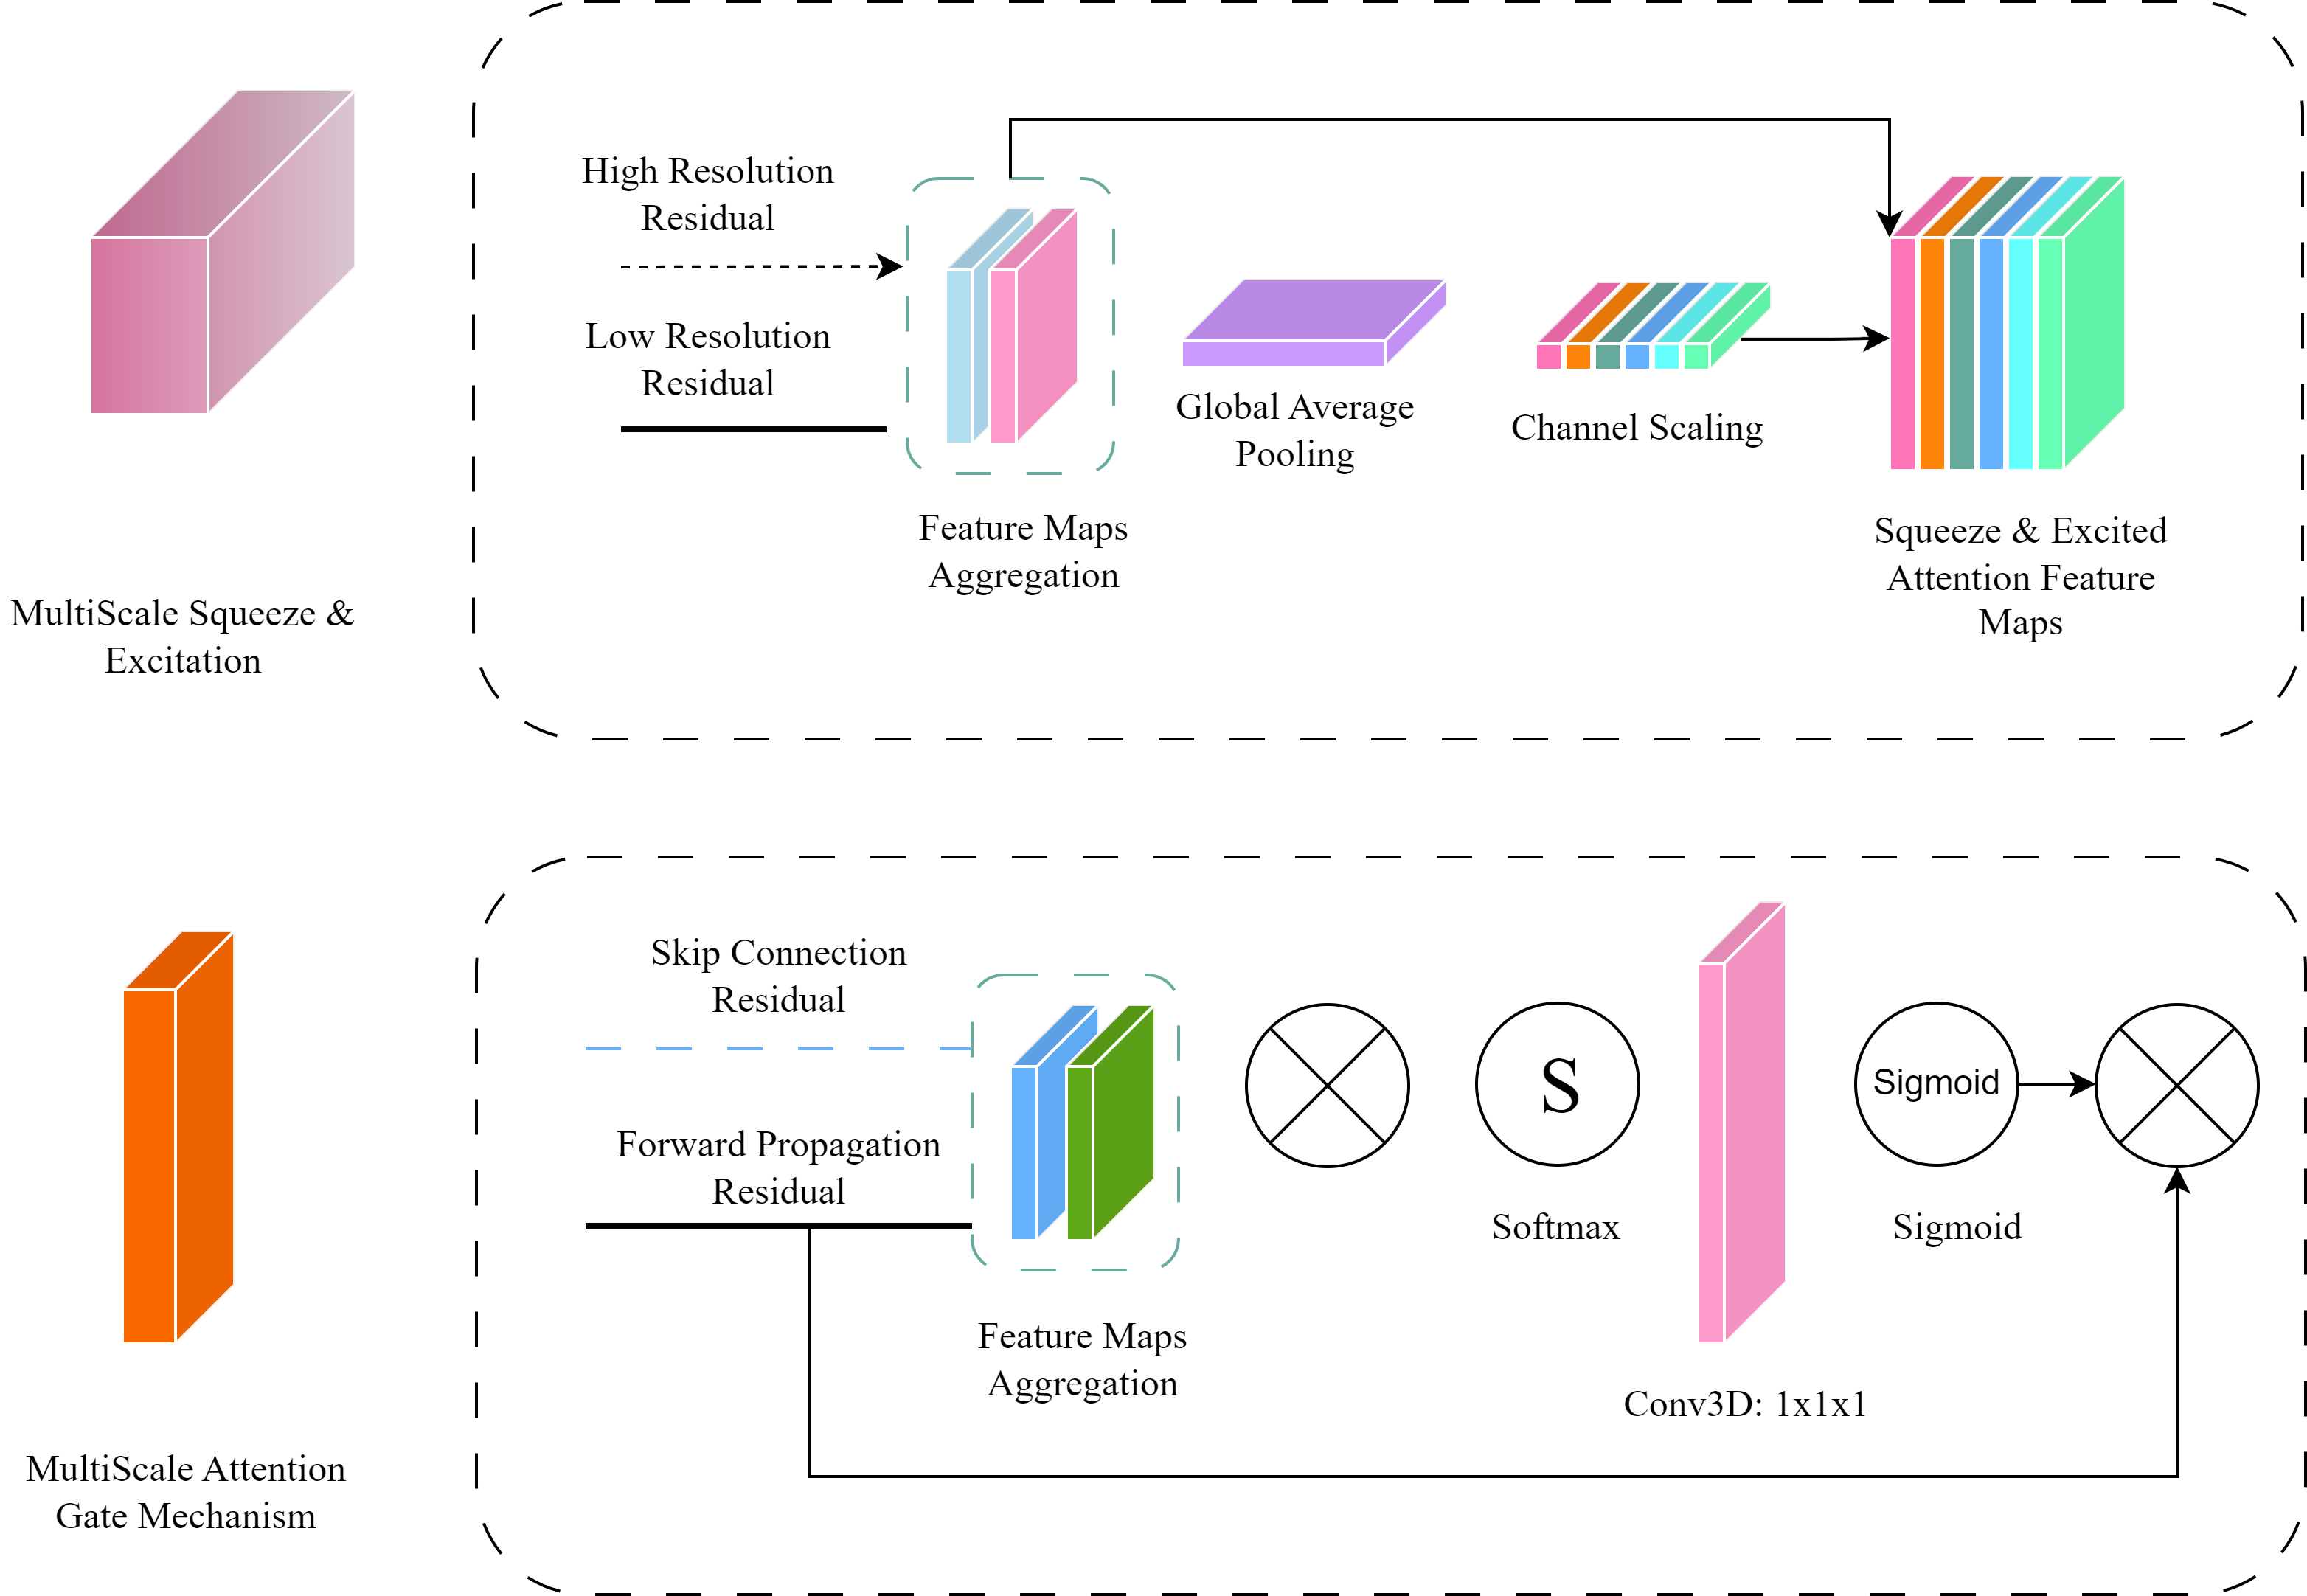 High Resolution
Residual
Low Resolution
Residual
Global Average
Pooling
Channel Scaling
Feature Maps
Aggregation
Squeeze & Excited
Attention Feature
Maps
MultiScale Squeeze &
Excitation
Skip Connection
Residual
Forward Propagation
Residual
S
Sigmoid
Softmax
Sigmoid
Feature Maps
Aggregation
Conv3D: 1x1x1
MultiScale Attention
Gate Mechanism